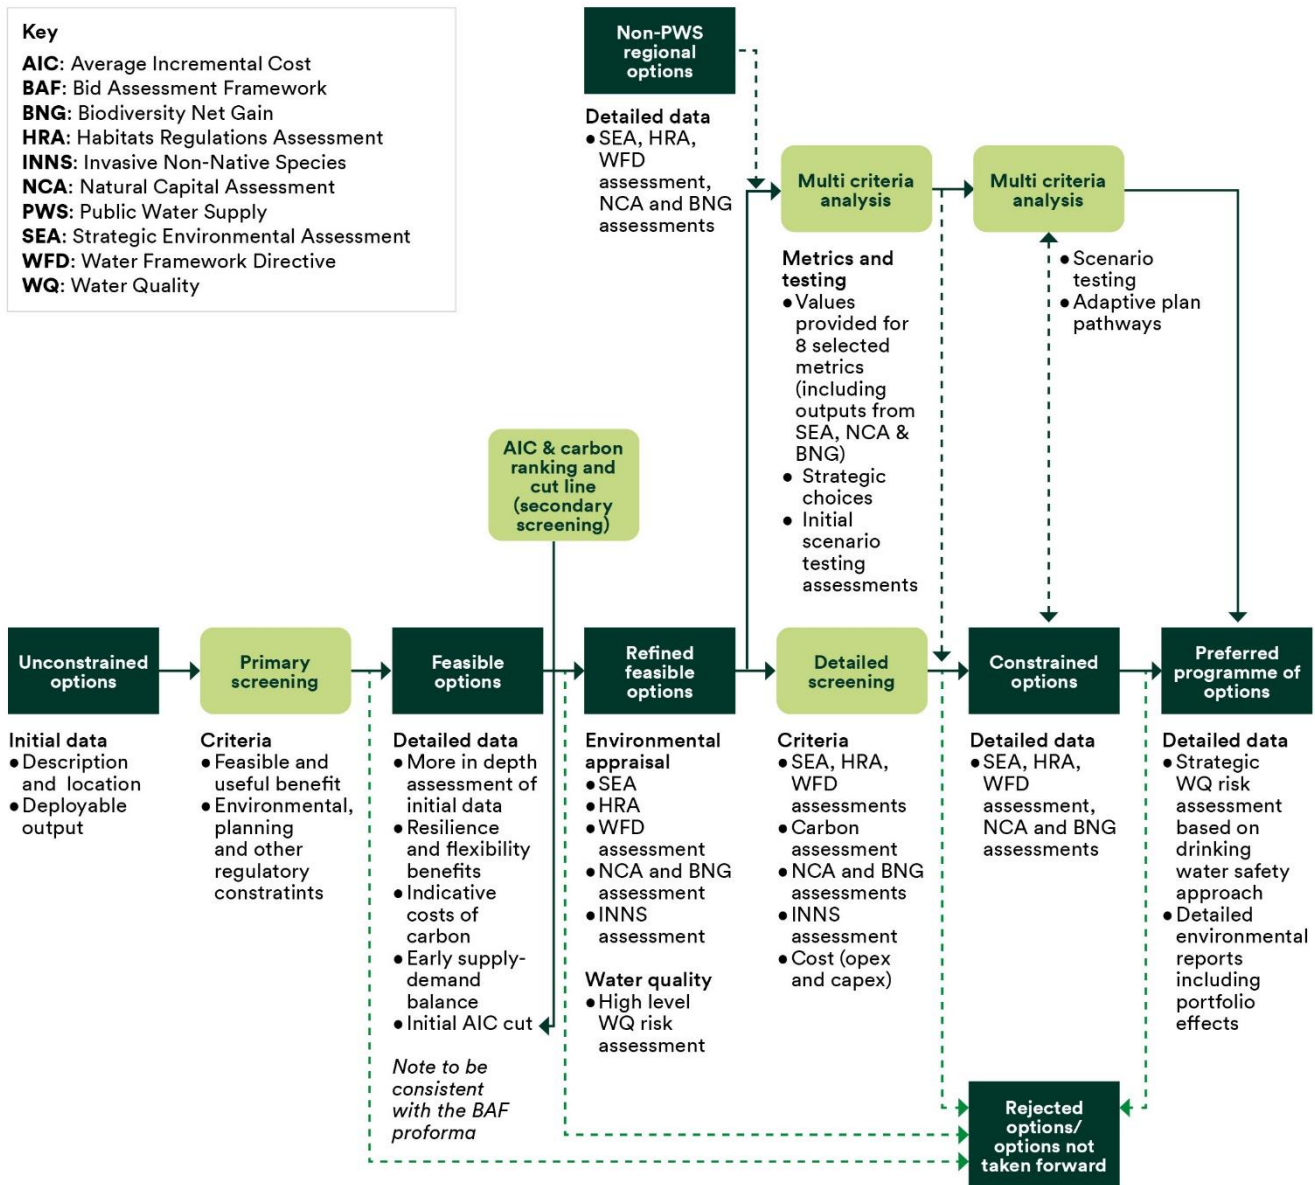 Key
AIC: Average Incremental Cost
BAF: Bid Assessment Framework
BNG: Biodiversity Net Gain
HRA: Habitats Regulations Assessment
INNS: Invasive Non-Native Species
NCA: Natural Capital Assessment
PWS: Public Water Supply
SEA: Strategic Environmental Assessment
WFD: Water Framework Directive
WQ: Water Quality
Non-PWS
regional
options
Detailed data
● SEA, HRA,
WFD
assessment,
NCA and BNG
assessments
Multi criteria
analysis
Metrics and
testing
● Values
provided for
8 selected
metrics
(including
outputs from
SEA, NCA &
BNG)
● Strategic
choices
● Initial
scenario
testing
assessments
Multi criteria
analysis
● Scenario
testing
● Adaptive plan
pathways
AIC & carbon
ranking and
cut line
(secondary
screening)
Unconstrained
options
Initial data
● Description
and location
● Deployable
output
Primary
screening
Criteria
● Feasible and
useful benefit
● Environmental,
planning
and other
regulatory
constratints
Feasible
options
Detailed data
● More in depth
assessment of
initial data
● Resilience
and flexibility
benefits
● Indicative
costs of
carbon
● Early supply-
demand
balance
● Initial AIC cut
Note to be
consistent
with the BAF
proforma
Refined
feasible
options
Environmental
appraisal
● SEA
● HRA
● WFD
assessment
● NCA and BNG
assessment
● INNS
assessment
Water quality
● High level
WQ risk
assessment
Detailed
screening
Criteria
● SEA, HRA,
WFD
assessments
● Carbon
assessment
● NCA and BNG
assessments
● INNS
assessment
● Cost (opex
and capex)
Constrained
options
Detailed data
● SEA, HRA,
WFD
assessment,
NCA and BNG
assessments
Preferred
programme of
options
Detailed data
● Strategic
WQ risk
assessment
based on
drinking
water safety
approach
● Detailed
environmental
reports
including
portfolio
effects
Rejected
options/
options not
taken forward